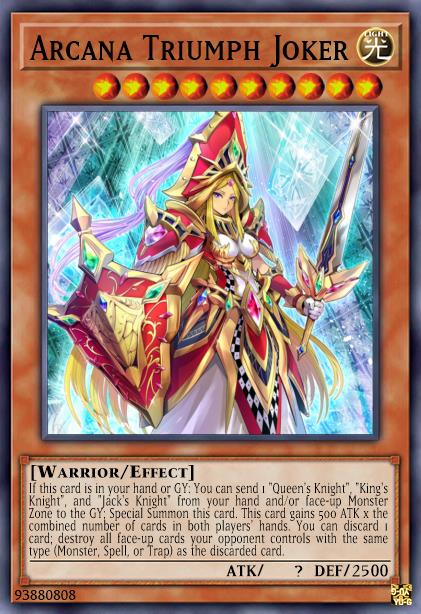 ARCANA TRIUMPH JOKER
LIGHT
光
[WARRIOR/EFFECT]
If this card is in your hand or GY: You can send 1 "Queen's Knight", "King's
Knight", and "Jack's Knight" from your hand and/or face-up Monster
Zone to the GY; Special Summon this card. This card gains 500 ATK x the
combined number of cards in both players' hands. You can discard 1
card; destroy all face-up cards your opponent controls with the same
type (Monster, Spell, or Trap) as the discarded card.
ATK/ ? DEF/2500
93880808